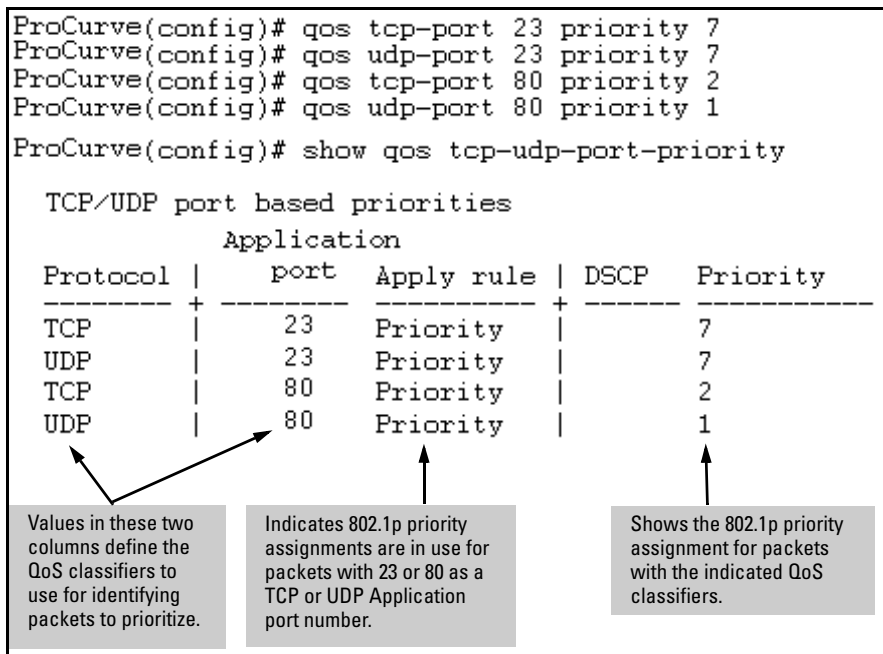 ProCurve(config)# qos tcp-port 23 priority 7
ProCurve(config)# qos udp-port 23 priority 7
ProCurve(config)# qos tcp-port 80 priority 2
ProCurve(config)# qos udp-port 80 priority 1
ProCurve(config)# show qos tcp-udp-port-priority
TCP/UDP port based priorities
Application
Protocol | port Apply rule | DSCP Priority
-------- + -------- ---------- + ------ -----------
TCP | 23 Priority | 7
UDP | 23 Priority | 7
TCP | 80 Priority | 2
UDP | 80 Priority | 1
Values in these two
columns define the
QoS classifiers to
use for identifying
packets to prioritize.
Indicates 802.1p priority
assignments are in use for
packets with 23 or 80 as a
TCP or UDP Application
port number.
Shows the 802.1p priority
assignment for packets
with the indicated QoS
classifiers.